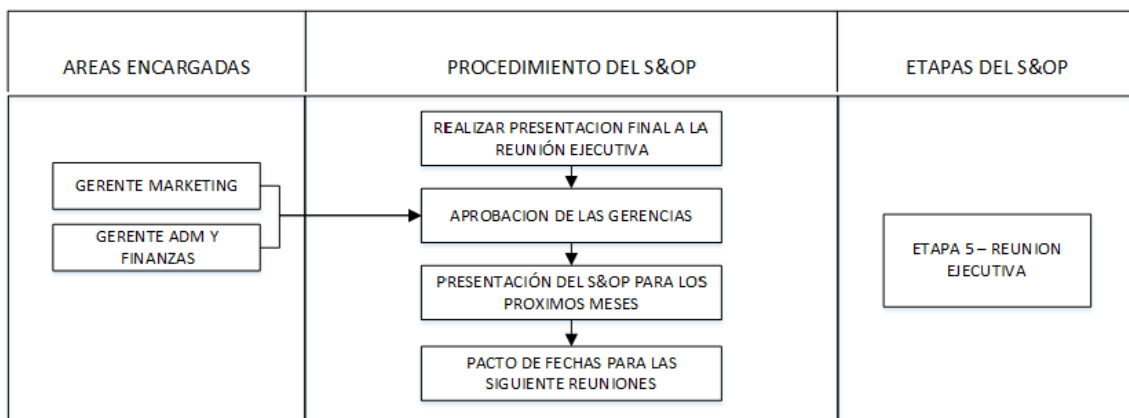 AREAS ENCARGADAS
PROCEDIMIENTO DEL S&OP
ETAPAS DEL S&OP
GERENTE MARKETING
GERENTE ADM Y
FINANZAS
REALIZAR PRESENTACION FINAL A LA
REUNIÓN EJECUTIVA
APROBACION DE LAS GERENCIAS
PRESENTACIÓN DEL S&OP PARA LOS
PROXIMOS MESES
PACTO DE FECHAS PARA LAS
SIGUIENTE REUNIONES
ETAPA 5 – REUNION
EJECUTIVA